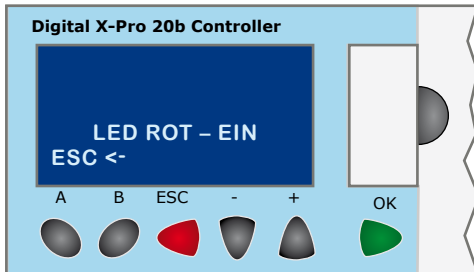 Digital X-Pro 20b Controller
LED ROT – EIN
ESC <-
A B ESC - + OK